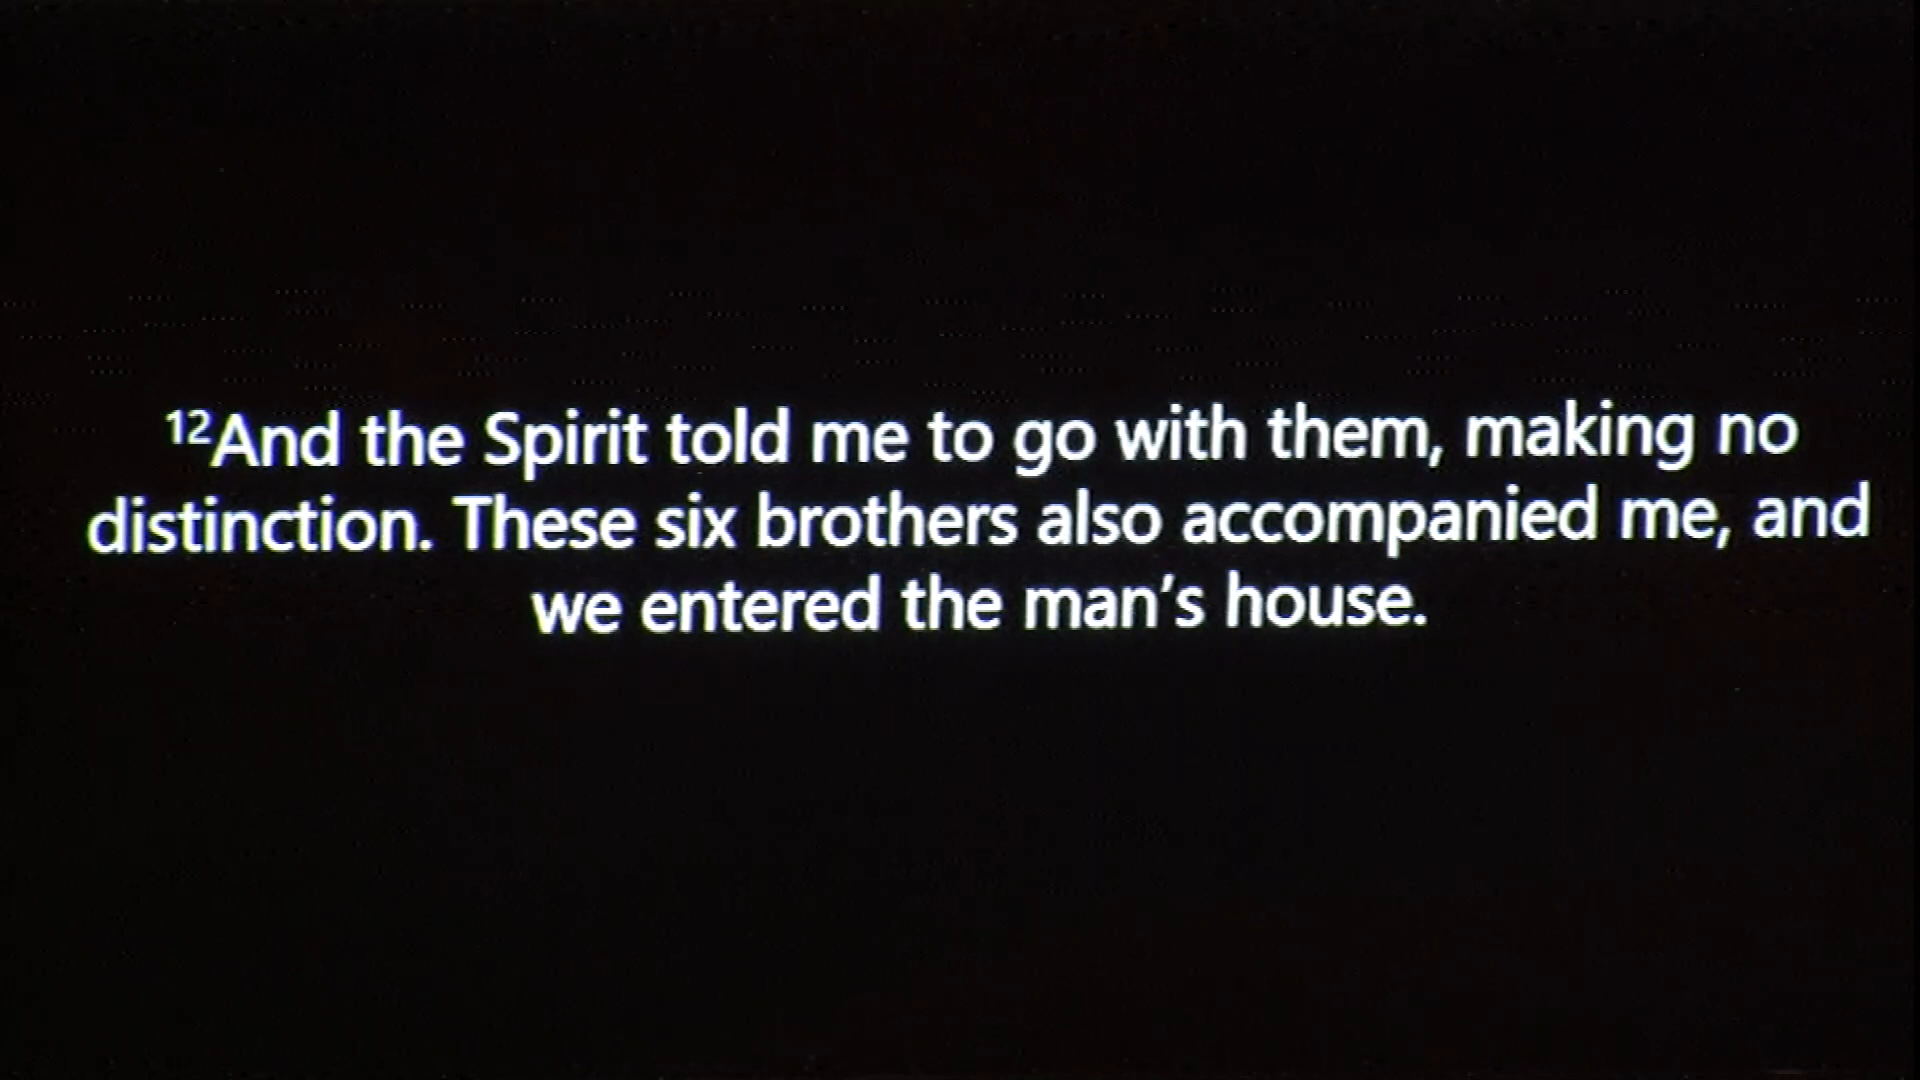 ¹²And the Spirit told me to go with them, making no
distinction. These six brothers also accompanied me, and
we entered the man’s house.